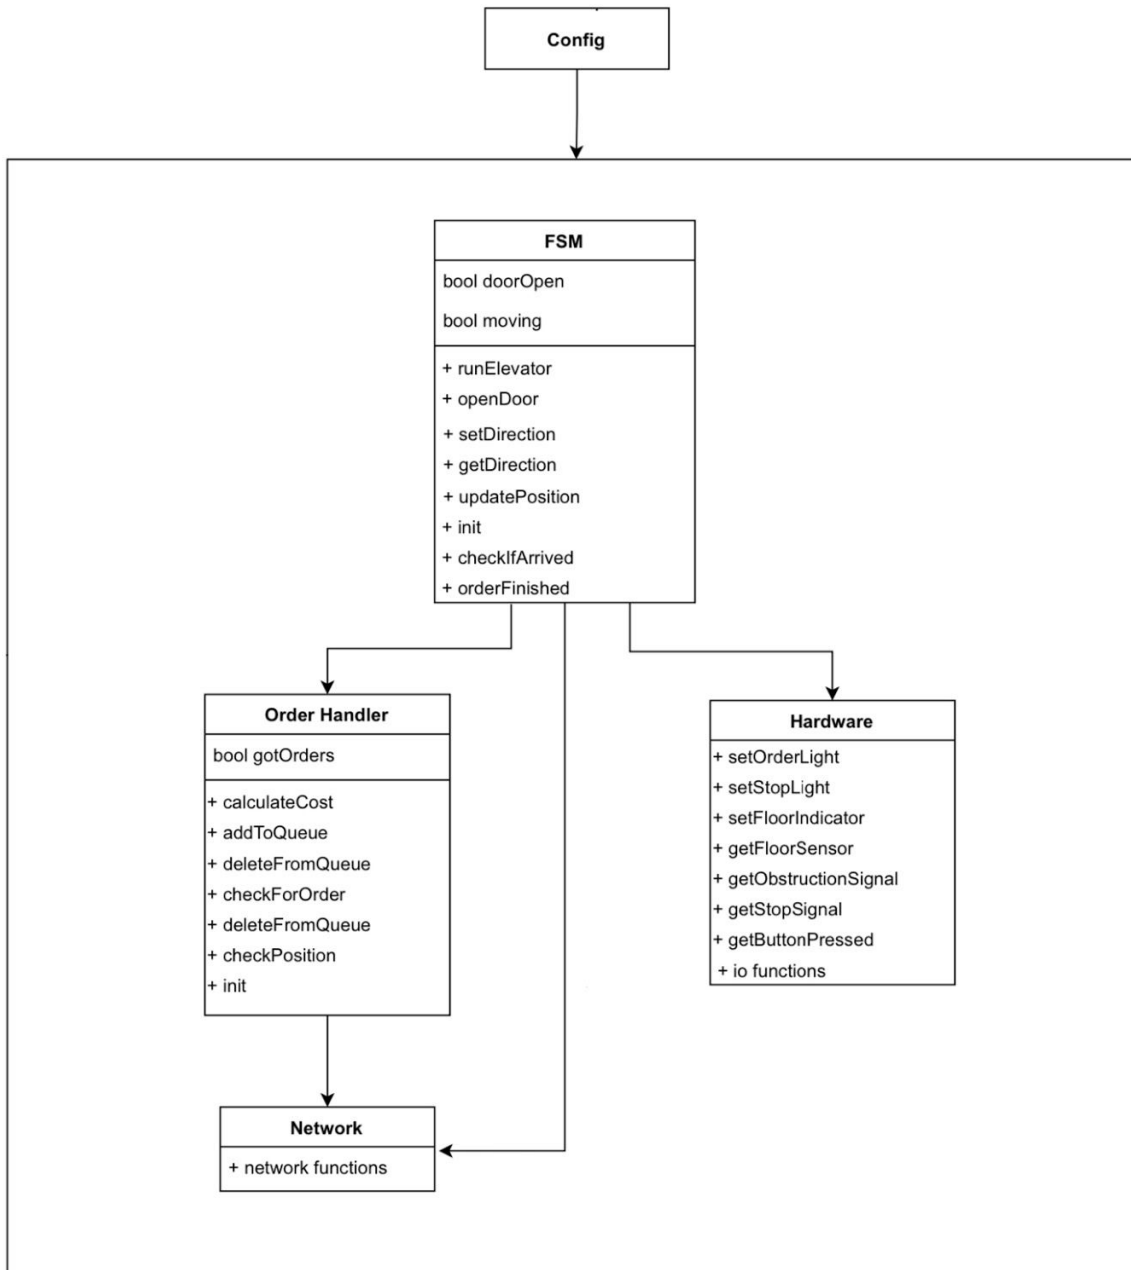 Config
FSM
bool doorOpen
bool moving
+ runElevator
+ openDoor
+ setDirection
+ getDirection
+ updatePosition
+ init
+ checkIfArrived
+ orderFinished
Order Handler
bool gotOrders
+ calculateCost
+ addToQueue
+ deleteFromQueue
+ checkForOrder
+ deleteFromQueue
+ checkPosition
+ init
Hardware
+ setOrderLight
+ setStopLight
+ setFloorIndicator
+ getFloorSensor
+ getObstructionSignal
+ getStopSignal
+ getButtonPressed
+ io functions
Network
+ network functions